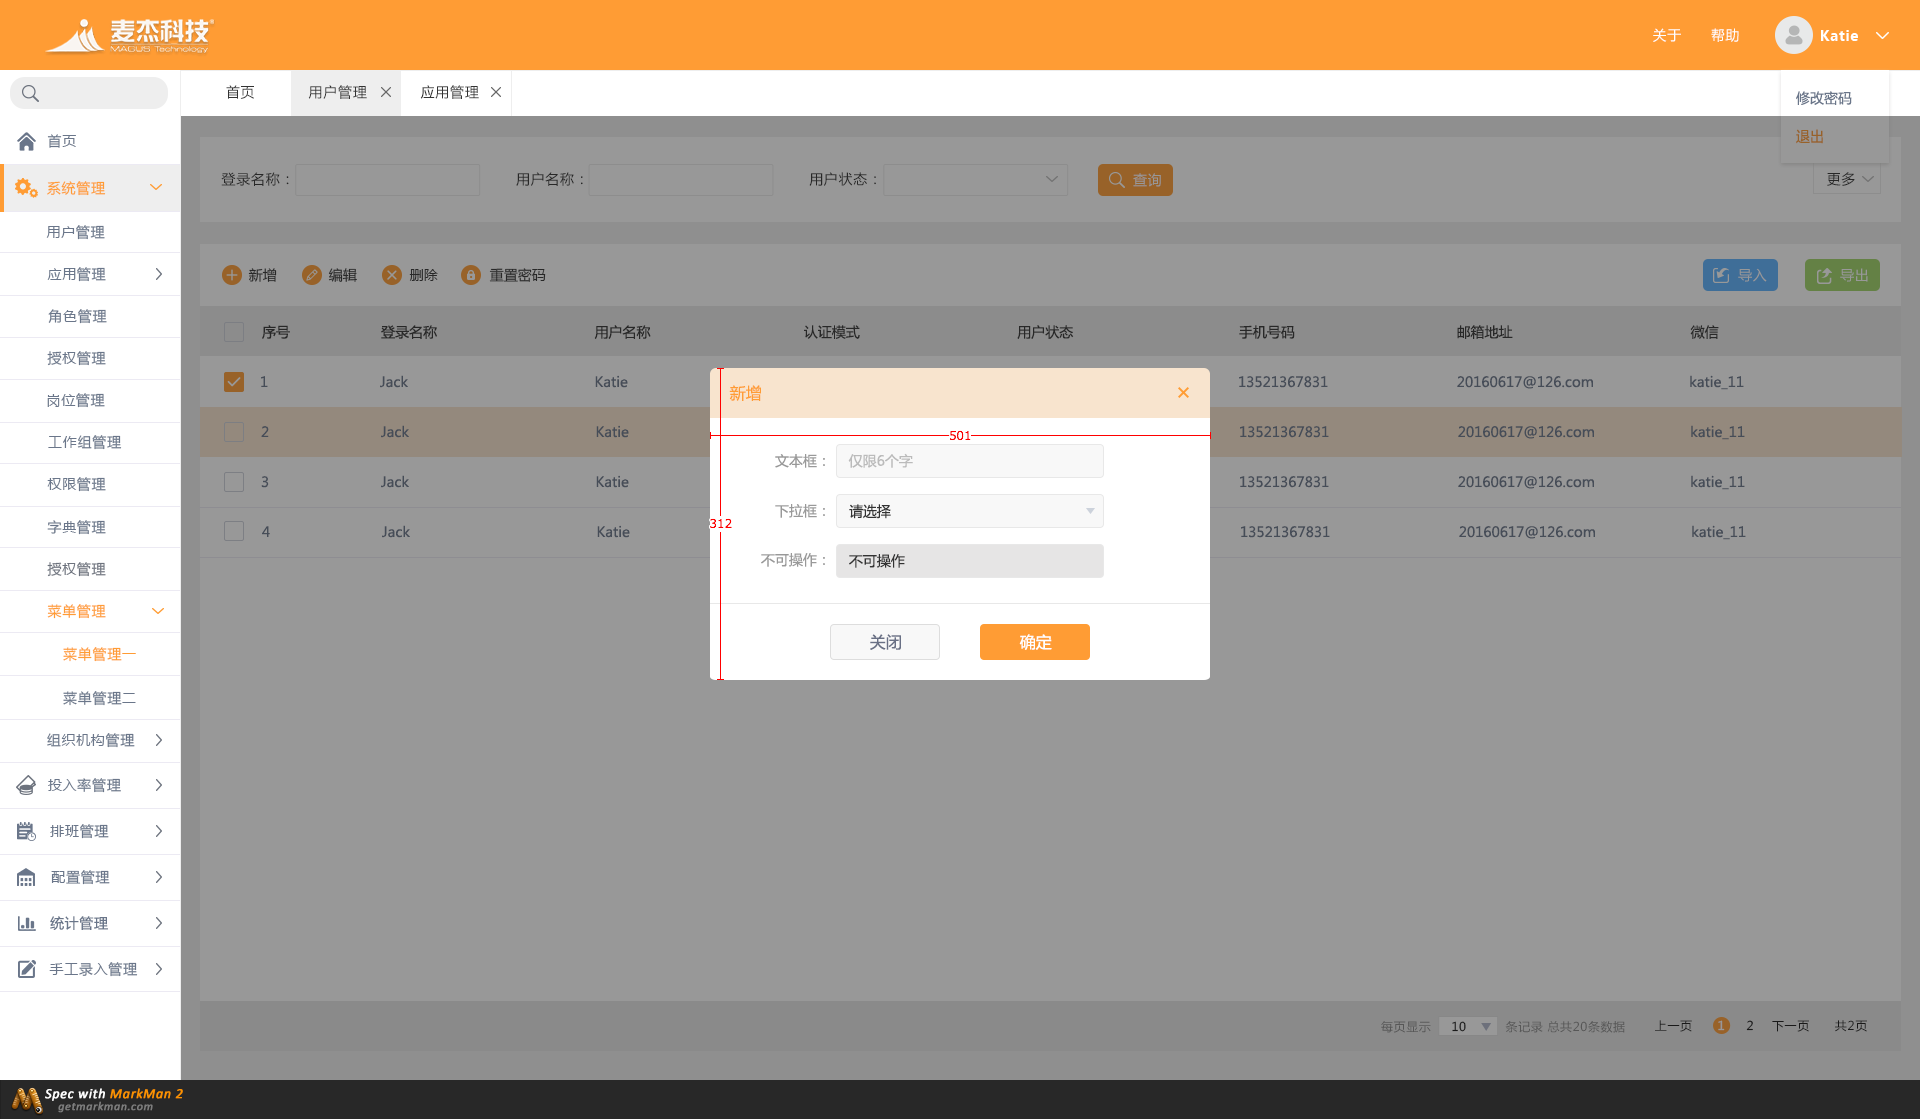 麦杰科技®
MAGUS Technology
关于 帮助 Katie
首页 用户管理 应用管理
修改密码
退出
首页
系统管理
用户管理
应用管理
角色管理
授权管理
岗位管理
工作组管理
权限管理
字典管理
授权管理
菜单管理
菜单管理一
菜单管理二
组织机构管理
投入率管理
排班管理
配置管理
统计管理
手工录入管理
登录名称： 用户名称： 用户状态： 查询 更多
新增 编辑 删除 重置密码 导入 导出
序号 登录名称 用户名称 认证模式 用户状态 手机号码 邮箱地址 微信
1 Jack Katie 13521367831 20160617@126.com katie_11
2 Jack Katie 13521367831 20160617@126.com katie_11
3 Jack Katie 13521367831 20160617@126.com katie_11
4 Jack Katie 13521367831 20160617@126.com katie_11
新增
501
文本框： 仅限6个字
下拉框： 请选择
312
不可操作： 不可操作
关闭 确定
每页显示 10 条记录 总共20条数据 上一页 1 2 下一页 共2页
Spec with MarkMan 2
getmarkman.com